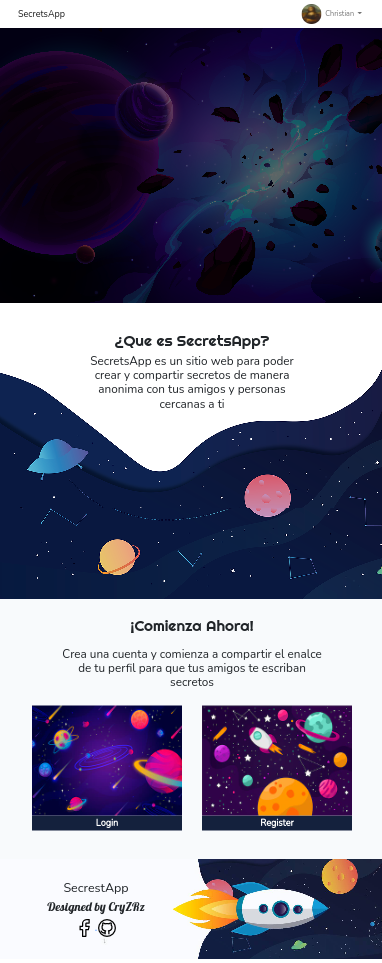 SecretsApp
Christian
¿Que es SecretsApp?
SecretsApp es un sitio web para poder
crear y compartir secretos de manera
anonima con tus amigos y personas
cercanas a ti
¡Comienza Ahora!
Crea una cuenta y comienza a compartir el enalce
de tu perfil para que tus amigos te escriban
secretos
Login
Register
SecrestApp
Designed by CryZRz